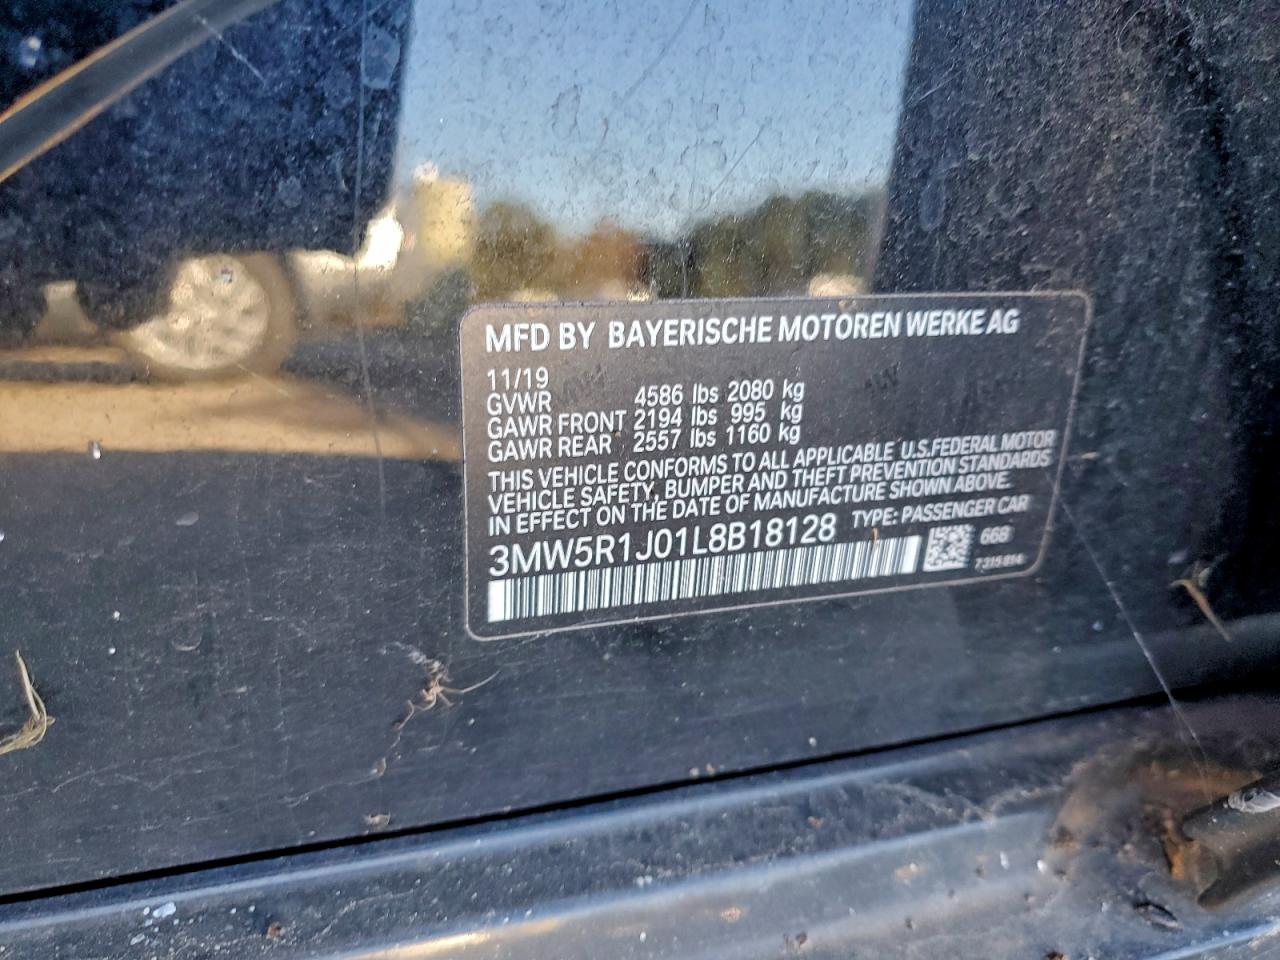 MFD BY BAYERISCHE MOTOREN WERKE AG
11/19
GVWR 4586 lbs 2080 kg
GAWR FRONT 2194 lbs 995 kg
GAWR REAR 2557 lbs 1160 kg
THIS VEHICLE CONFORMS TO ALL APPLICABLE U.S.FEDERAL MOTOR
VEHICLE SAFETY, BUMPER AND THEFT PREVENTION STANDARDS
IN EFFECT ON THE DATE OF MANUFACTURE SHOWN ABOVE.
3MW5R1J01L8B18128 TYPE: PASSENGER CAR
668
7315814